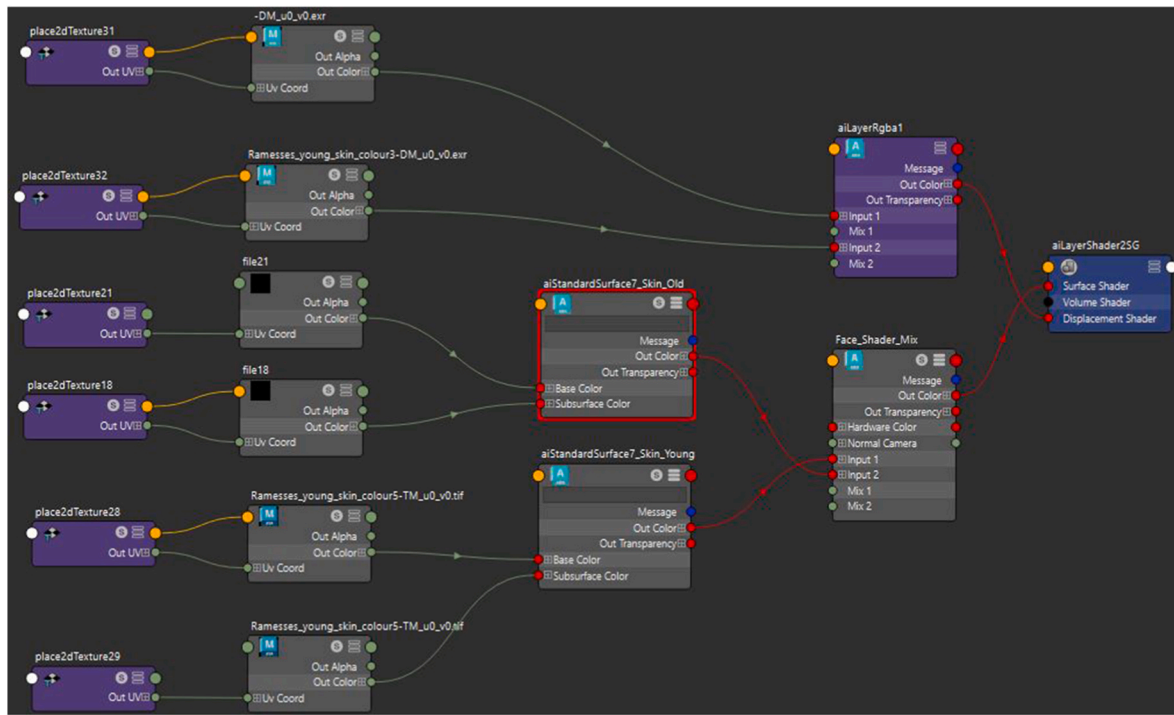 place2dTexture31
Out UV
-DM_u0_v0.exr
Out Alpha
Out Color
Uv Coord
place2dTexture32
Out UV
Ramesses_young_skin_colour3-DM_u0_v0.exr
Out Alpha
Out Color
Uv Coord
place2dTexture21
Out UV
file21
Out Alpha
Out Color
Uv Coord
place2dTexture18
Out UV
file18
Out Alpha
Out Color
Uv Coord
place2dTexture28
Out UV
Ramesses_young_skin_colour5-TM_u0_v0.tif
Out Alpha
Out Color
Uv Coord
place2dTexture29
Out UV
Ramesses_young_skin_colour5-TM_u0_v0.tif
Out Alpha
Out Color
Uv Coord
aiStandardSurface7_Skin_Old
Message
Out Color
Out Transparency
Base Color
Subsurface Color
aiStandardSurface7_Skin_Young
Message
Out Color
Out Transparency
Base Color
Subsurface Color
aiLayerRgba1
Message
Out Color
Out Transparency
Input 1
Mix 1
Input 2
Mix 2
Face_Shader_Mix
Message
Out Color
Out Transparency
Hardware Color
Normal Camera
Input 1
Input 2
Mix 1
Mix 2
aiLayerShader2SG
Surface Shader
Volume Shader
Displacement Shader